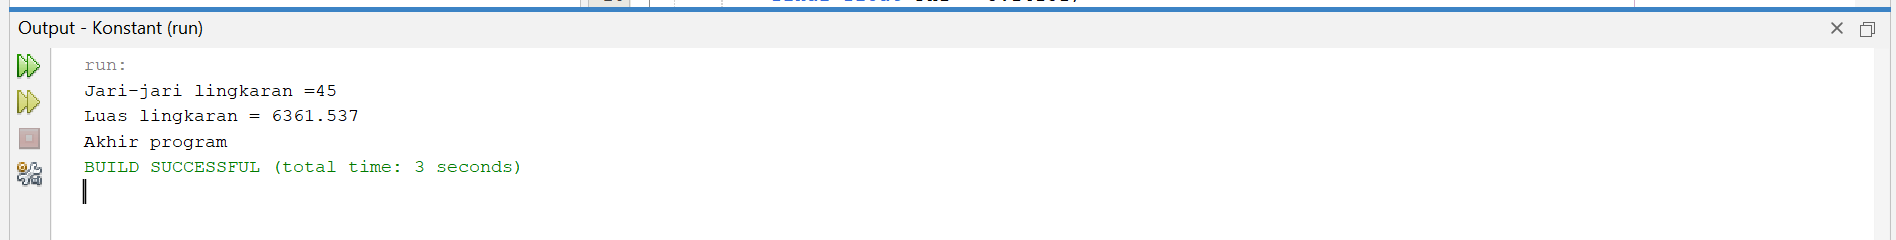 Output - Konstant (run)
run:
Jari-jari lingkaran =45
Luas lingkaran = 6361.537
Akhir program
BUILD SUCCESSFUL (total time: 3 seconds)